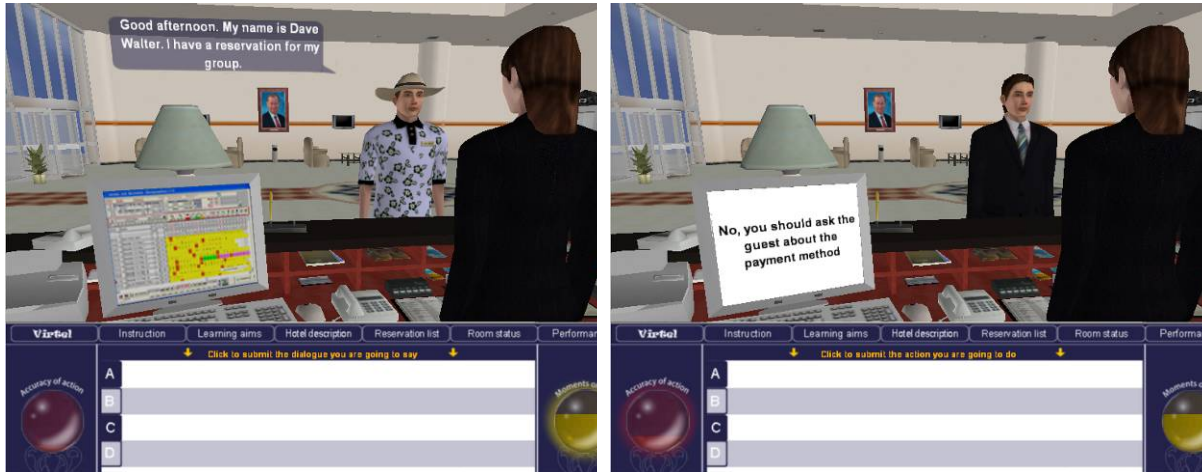 Good afternoon. My name is Dave
Walter. I have a reservation for my
group.
Virtel
Instruction
Learning aims
Hotel description
Reservation list
Room status
Performa
Click to submit the dialogue you are going to say
Accuracy of action
A
B
C
D
Moments o
No, you should ask the
guest about the
payment method
Virtel
Instruction
Learning aims
Hotel description
Reservation list
Room status
Performa
Click to submit the action you are going to do
Accuracy of action
A
B
C
D
Moments